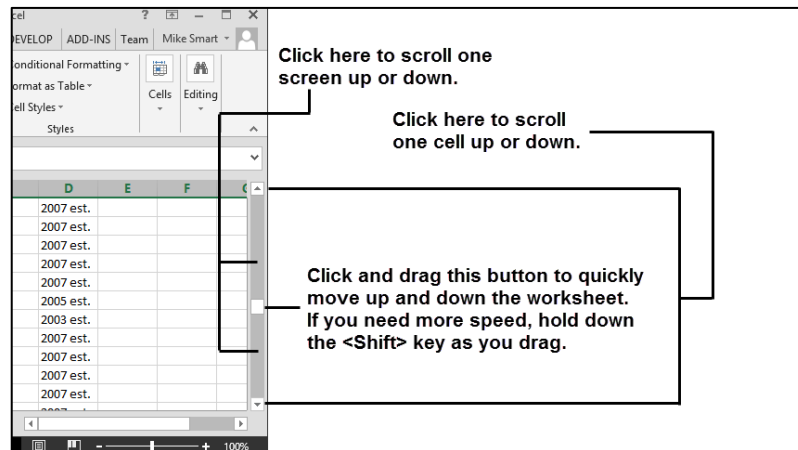 cel ? X
DEVELOP ADD-INS Team Mike Smart
onditional Formatting
ormat as Table
ell Styles
Cells Editing
Styles
Click here to scroll one
screen up or down.
Click here to scroll
one cell up or down.
D E F
2007 est.
2007 est.
2007 est.
2007 est.
2007 est.
2005 est.
2003 est.
2007 est.
2007 est.
2007 est.
2007 est.
Click and drag this button to quickly
move up and down the worksheet.
If you need more speed, hold down
the <Shift> key as you drag.
- + 100%